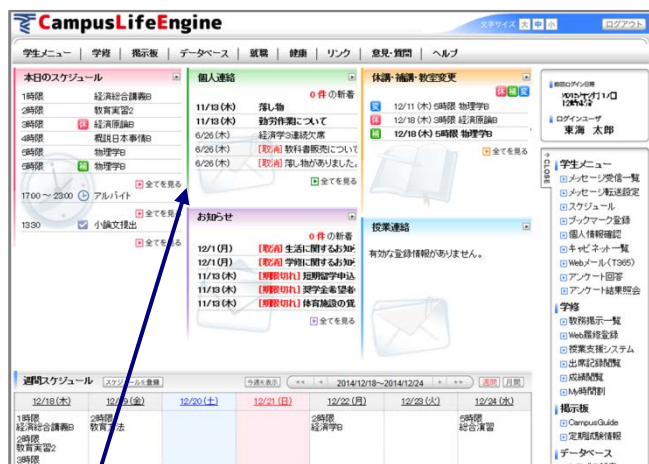 CampusLifeEngine
文字サイズ 大 中 小 ログアウト
学生メニュー | 学修 | 掲示板 | データベース | 就職 | 健康 | リンク | 意見・質問 | ヘルプ
本日のスケジュール
1時限 経済総合講義B
2時限 教育実習2
3時限 休 経済原論B
4時限 概説日本事情B
5時限 物理学B
6時限 補 物理学B
全てを見る
17:00 ～ 23:00 アルバイト
全てを見る
13:30 小論文提出
全てを見る
個人連絡
0 件 の新着
11/13(木) 落し物
11/13(木) 勤労作業について
6/26(木) 経済学3連続欠席
6/26(木) [取消] 教科書販売について
6/26(木) [取消] 落し物がありました。
全てを見る
お知らせ
0 件 の新着
12/1(月) [取消] 生活に関するお知
12/1(月) [取消] 学修に関するお知
11/13(木) [期限切れ] 短期留学申込
11/13(木) [期限切れ] 奨学金希望者
11/13(木) [期限切れ] 体育施設の貸
全てを見る
休講・補講・教室変更
休 補 変
変 12/11 (木) 5時限 物理学B
休 12/18 (木) 3時限 経済原論B
補 12/18 (木) 6時限 物理学B
全てを見る
授業連絡
有効な登録情報がありません。
前回ログイン日時
ログインユーザ
東海 太郎
CLOSE
学生メニュー
メッセージ受信一覧
メッセージ転送設定
スケジュール
ブックマーク登録
個人情報確認
キャビネット一覧
Webメール(T365)
アンケート回答
アンケート結果照会
学修
教務掲示一覧
Web履修登録
授業支援システム
出席記録閲覧
成績閲覧
My時間割
掲示板
CampusGuide
定期試験情報
データベース
週間スケジュール スケジュールを登録 今週を表示 2014/12/18～2014/12/24 週間 月間
12/18(木) 12/19(金) 12/20(土) 12/21(日) 12/22(月) 12/23(火) 12/24(水)
1時限
経済総合講義B
2時限
教育実習2
3時限
2時限
教育方法
2時限
経済学B
5時限
総合演習